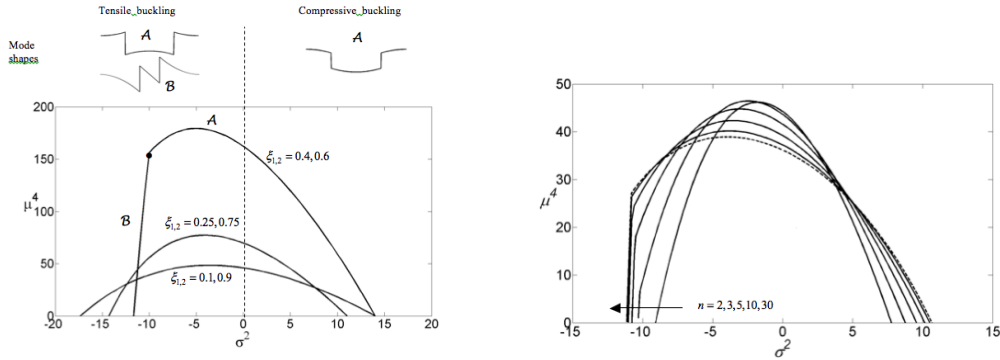 Tensile buckling
Compressive buckling
Mode
shapes
A
A
B
200
150
100
50
0
μ⁴
-20
-15
-10
-5
0
5
10
15
20
σ²
A
B
ξ₁,₂ = 0.4, 0.6
ξ₁,₂ = 0.25, 0.75
ξ₁,₂ = 0.1, 0.9
50
40
30
20
10
0
μ⁴
-15
-10
-5
0
5
10
15
σ²
n = 2,3,5,10,30